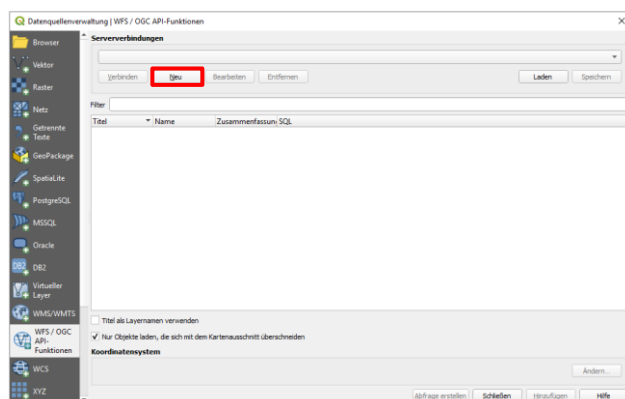 Datenquellenverwaltung | WFS / OGC API-Funktionen
Browser
Vektor
Raster
Netz
Getrennte
Texte
GeoPackage
SpatiaLite
PostgreSQL
MSSQL
Oracle
DB2
DB2
Virtueller
Layer
WMS/WMTS
WFS / OGC
API-
Funktionen
WCS
XYZ
Serververbindungen
Verbinden Neu Bearbeiten Entfernen Laden Speichern
Filter
Titel Name Zusammenfassung SQL
Titel als Layernamen verwenden
Nur Objekte laden, die sich mit dem Kartenausschnitt überschneiden
Koordinatensystem
Ändern...
Abfrage erstellen Schließen Hinzufügen Hilfe